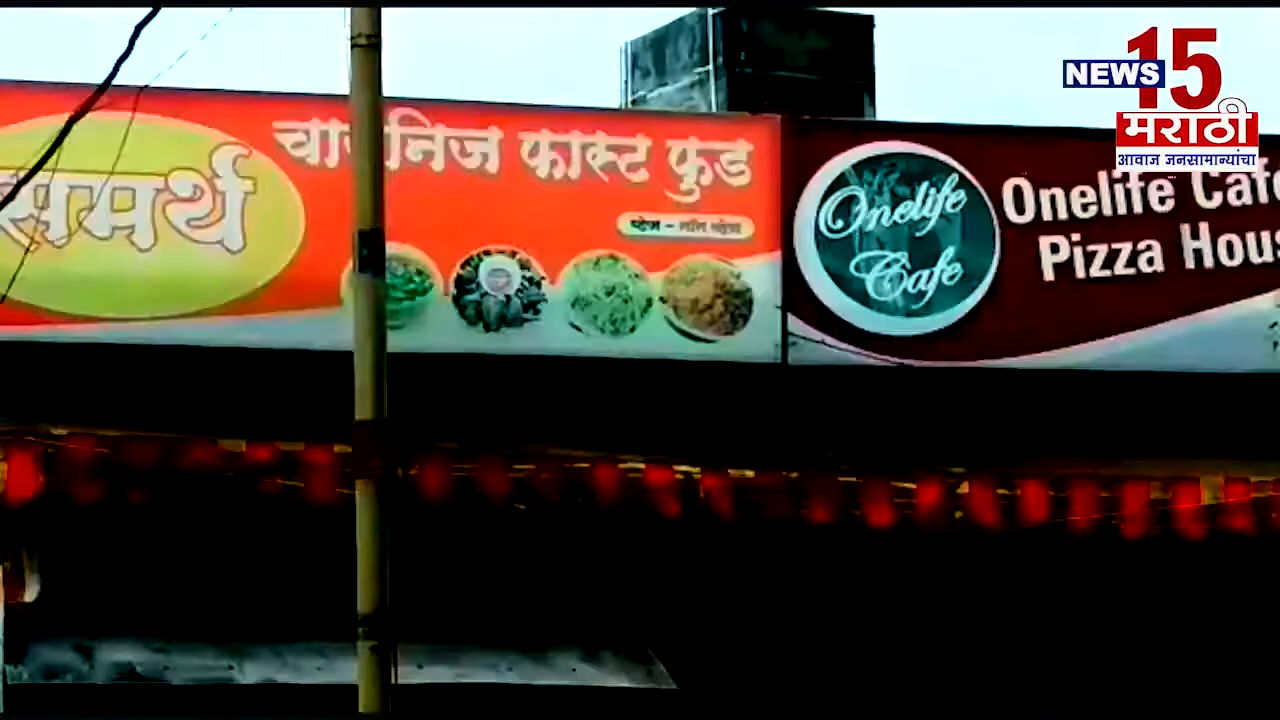 समर्थ
चायनिज फास्ट फुड
व्हेज - नॉन व्हेज
Onelife
Cafe
Onelife Cafe
Pizza Hous
NEWS 15
मराठी
आवाज जनसामान्यांचा